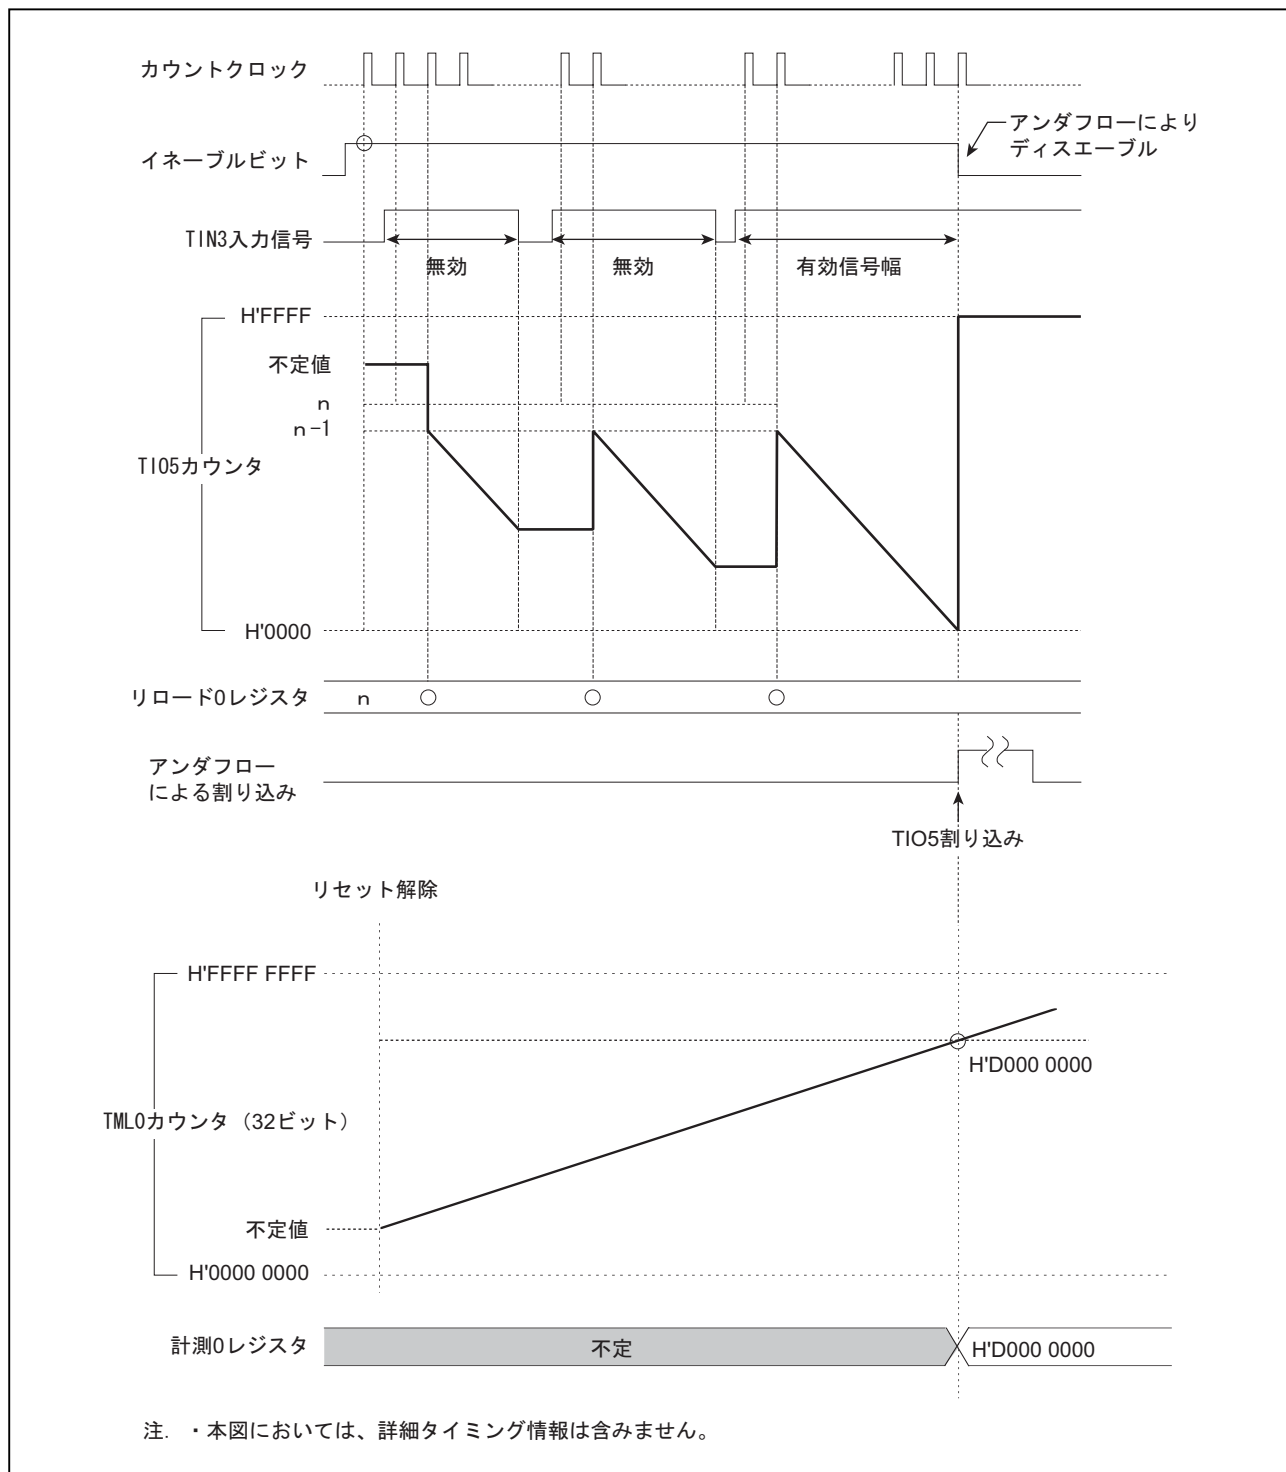 カウントクロック
アンダフローにより
ディスエーブル
イネーブルビット
TIN3入力信号
無効
無効
有効信号幅
H'FFFF
不定値
n
n-1
TIO5カウンタ
H'0000
リロード0レジスタ
n
アンダフロー
による割り込み
TIO5割り込み
リセット解除
H'FFFF FFFF
H'D000 0000
TML0カウンタ（32ビット）
不定値
H'0000 0000
計測0レジスタ
不定
H'D000 0000
注. ・本図においては、詳細タイミング情報は含みません。